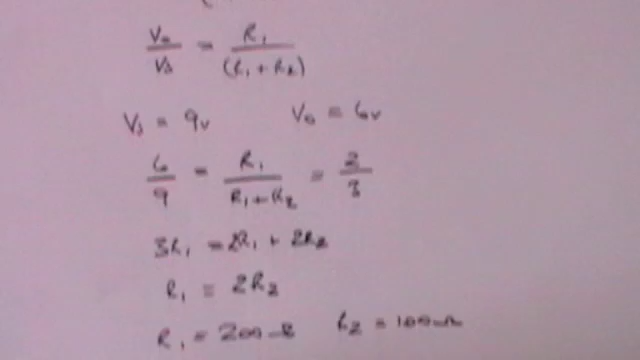 Vo/Vs = R1/(R1 + R2)
Vs = 9v Vo = 6v
6/9 = R1/R1+R2 = 2/3
3R1 = 2R1 + 2R2
R1 = 2R2
R1 = 200Ω R2 = 100Ω